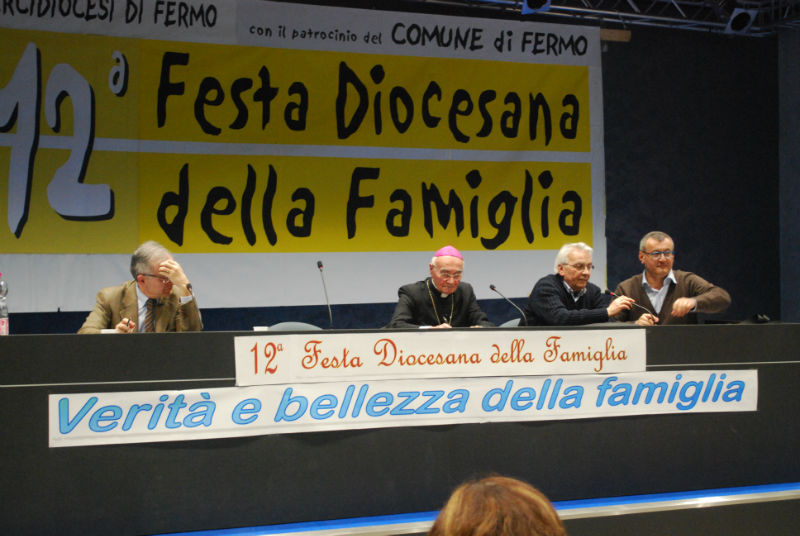 ARCIDIOCESI DI FERMO
con il patrocinio del COMUNE di FERMO
12ª Festa Diocesana
della Famiglia
12ª Festa Diocesana della Famiglia
Verità e bellezza della famiglia